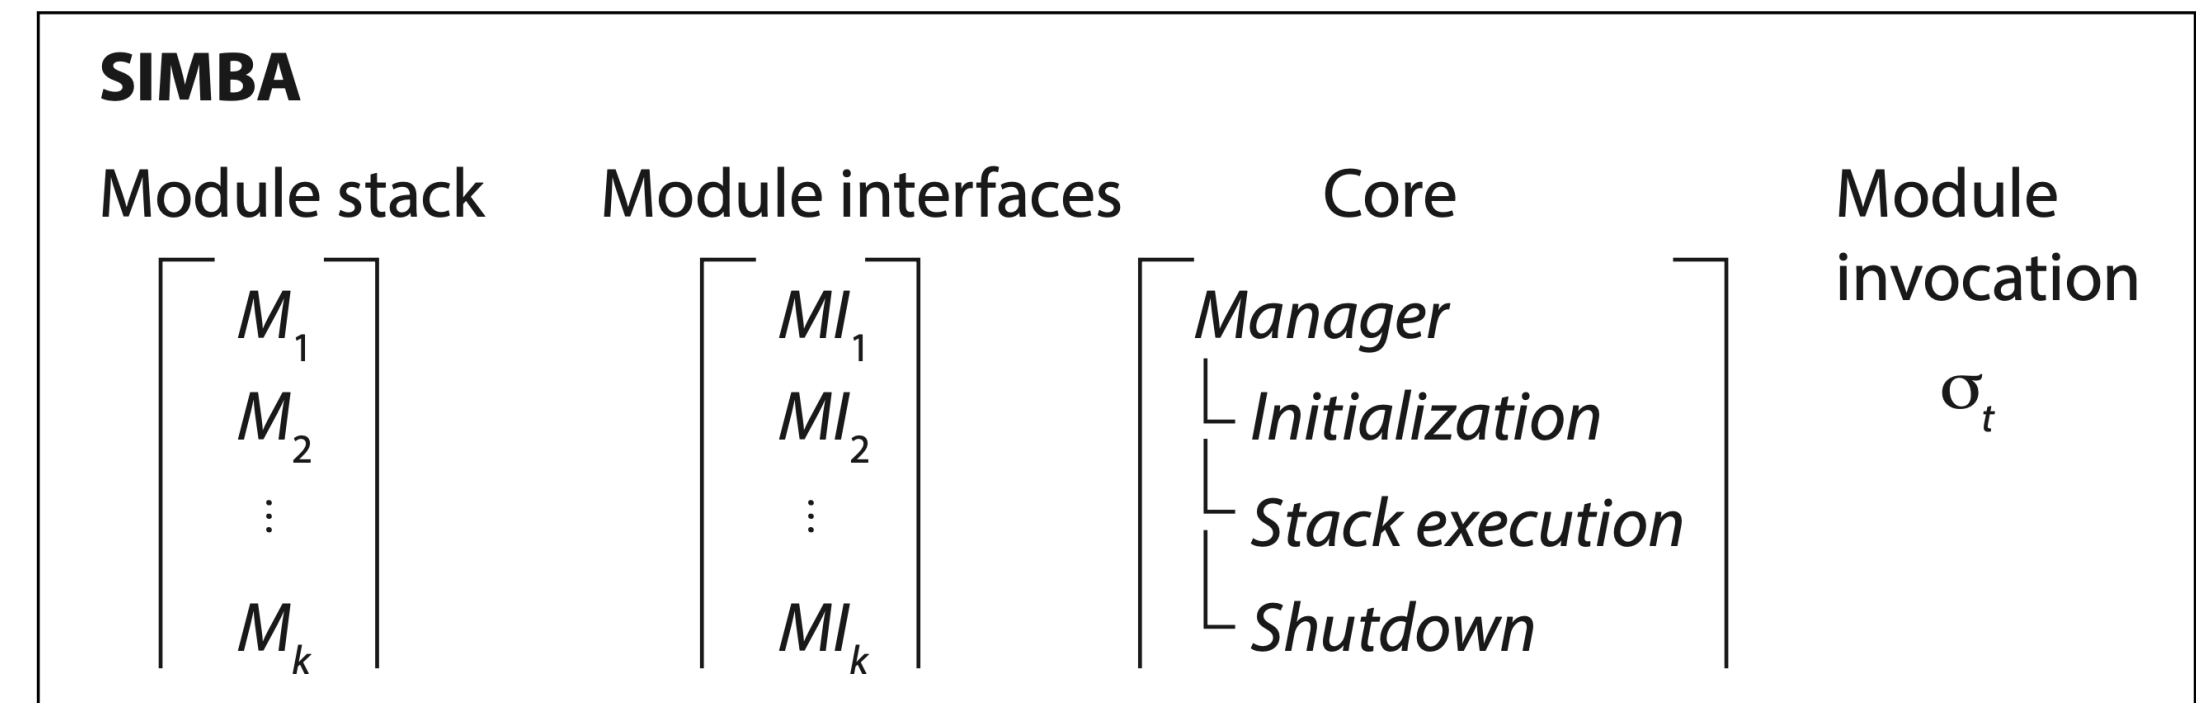 SIMBA
Module stack
M1
M2
⋮
Mk
Module interfaces
MI1
MI2
⋮
MIk
Core
Manager
Initialization
Stack execution
Shutdown
Module
invocation
σt